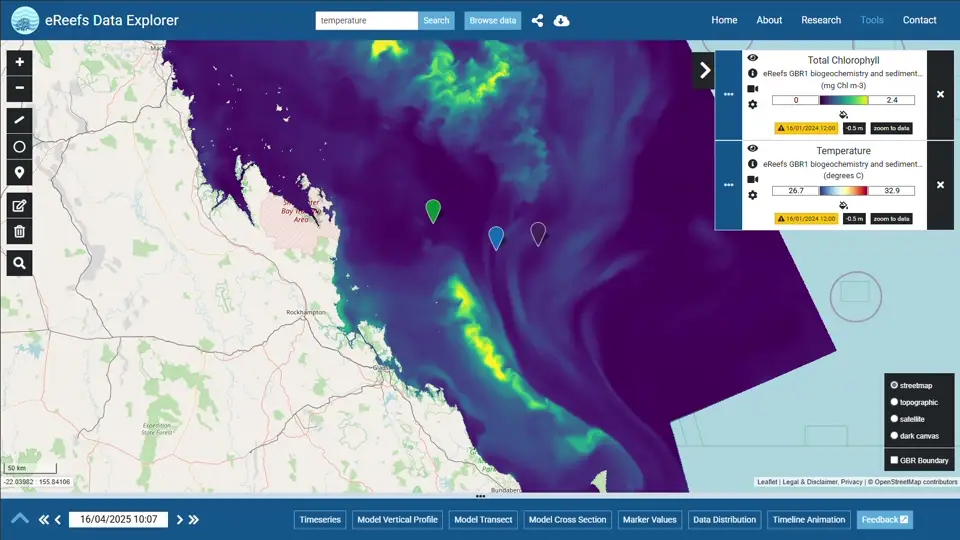 eReefs Data Explorer
temperature
Search
Browse data
Home
About
Research
Tools
Contact
Total Chlorophyll
eReefs GBR1 biogeochemistry and sediment...
(mg Chl m-3)
0
2.4
16/01/2024 12:00
-0.5 m
zoom to data
Temperature
eReefs GBR1 biogeochemistry and sediment...
(degrees C)
26.7
32.9
16/01/2024 12:00
-0.5 m
zoom to data
Rockhampton
Expedition
State Forest
Bundaberg
streetmap
topographic
satellite
dark canvas
GBR Boundary
50 km
-22.03982 : 155.84106
Leaflet | Legal & Disclaimer, Privacy | © OpenStreetMap contributors
16/04/2025 10:07
Timeseries
Model Vertical Profile
Model Transect
Model Cross Section
Marker Values
Data Distribution
Timeline Animation
Feedback